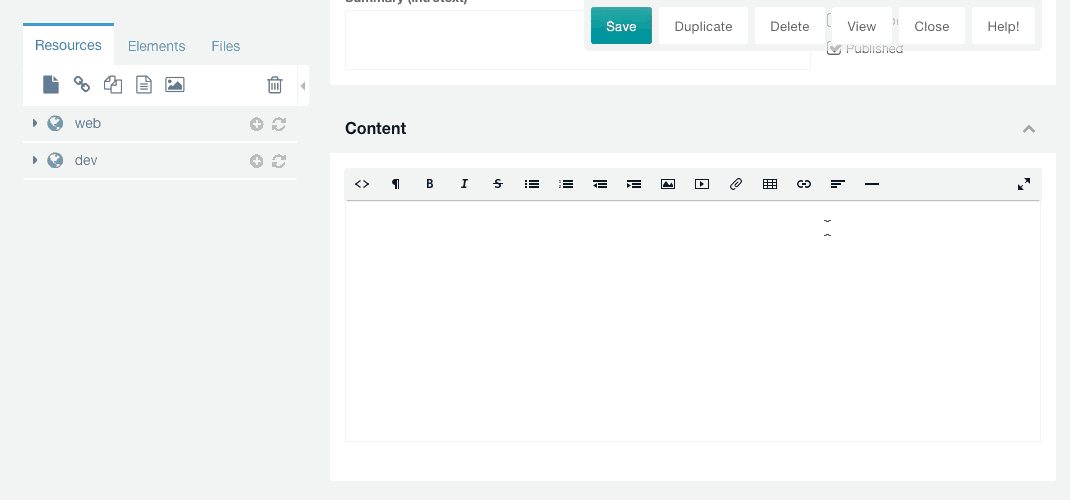 Summary (introtext)
Save Duplicate Delete View Close Help!
Published
Resources Elements Files
web
dev
Content
B I S